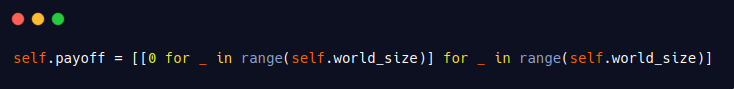 self.payoff = [[0 for _ in range(self.world_size)] for _ in range(self.world_size)]